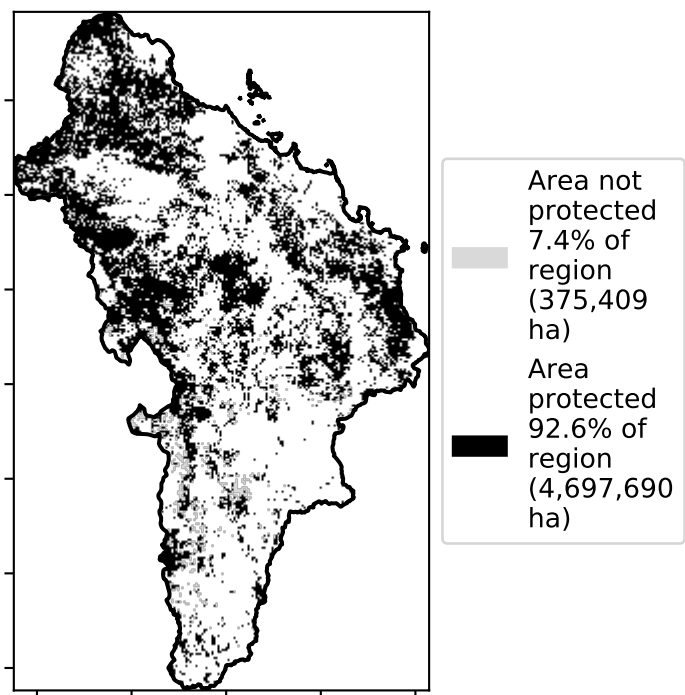 Area not
protected
7.4% of
region
(375,409
ha)
Area
protected
92.6% of
region
(4,697,690
ha)